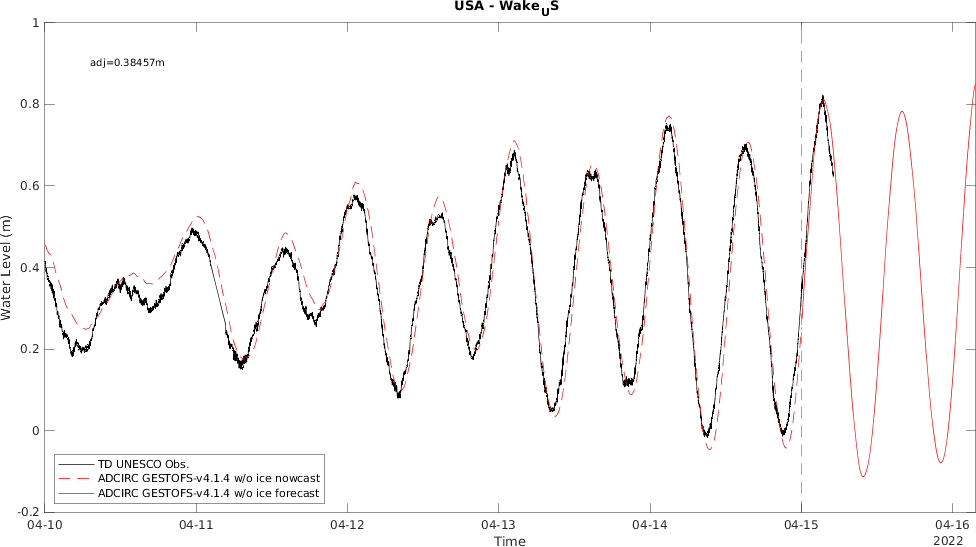 USA - WakeUS
adj=0.38457m
Water Level (m)
1
0.8
0.6
0.4
0.2
0
-0.2
TD UNESCO Obs.
ADCIRC GESTOFS-v4.1.4 w/o ice nowcast
ADCIRC GESTOFS-v4.1.4 w/o ice forecast
04-10 04-11 04-12 04-13 04-14 04-15 04-16
Time
2022